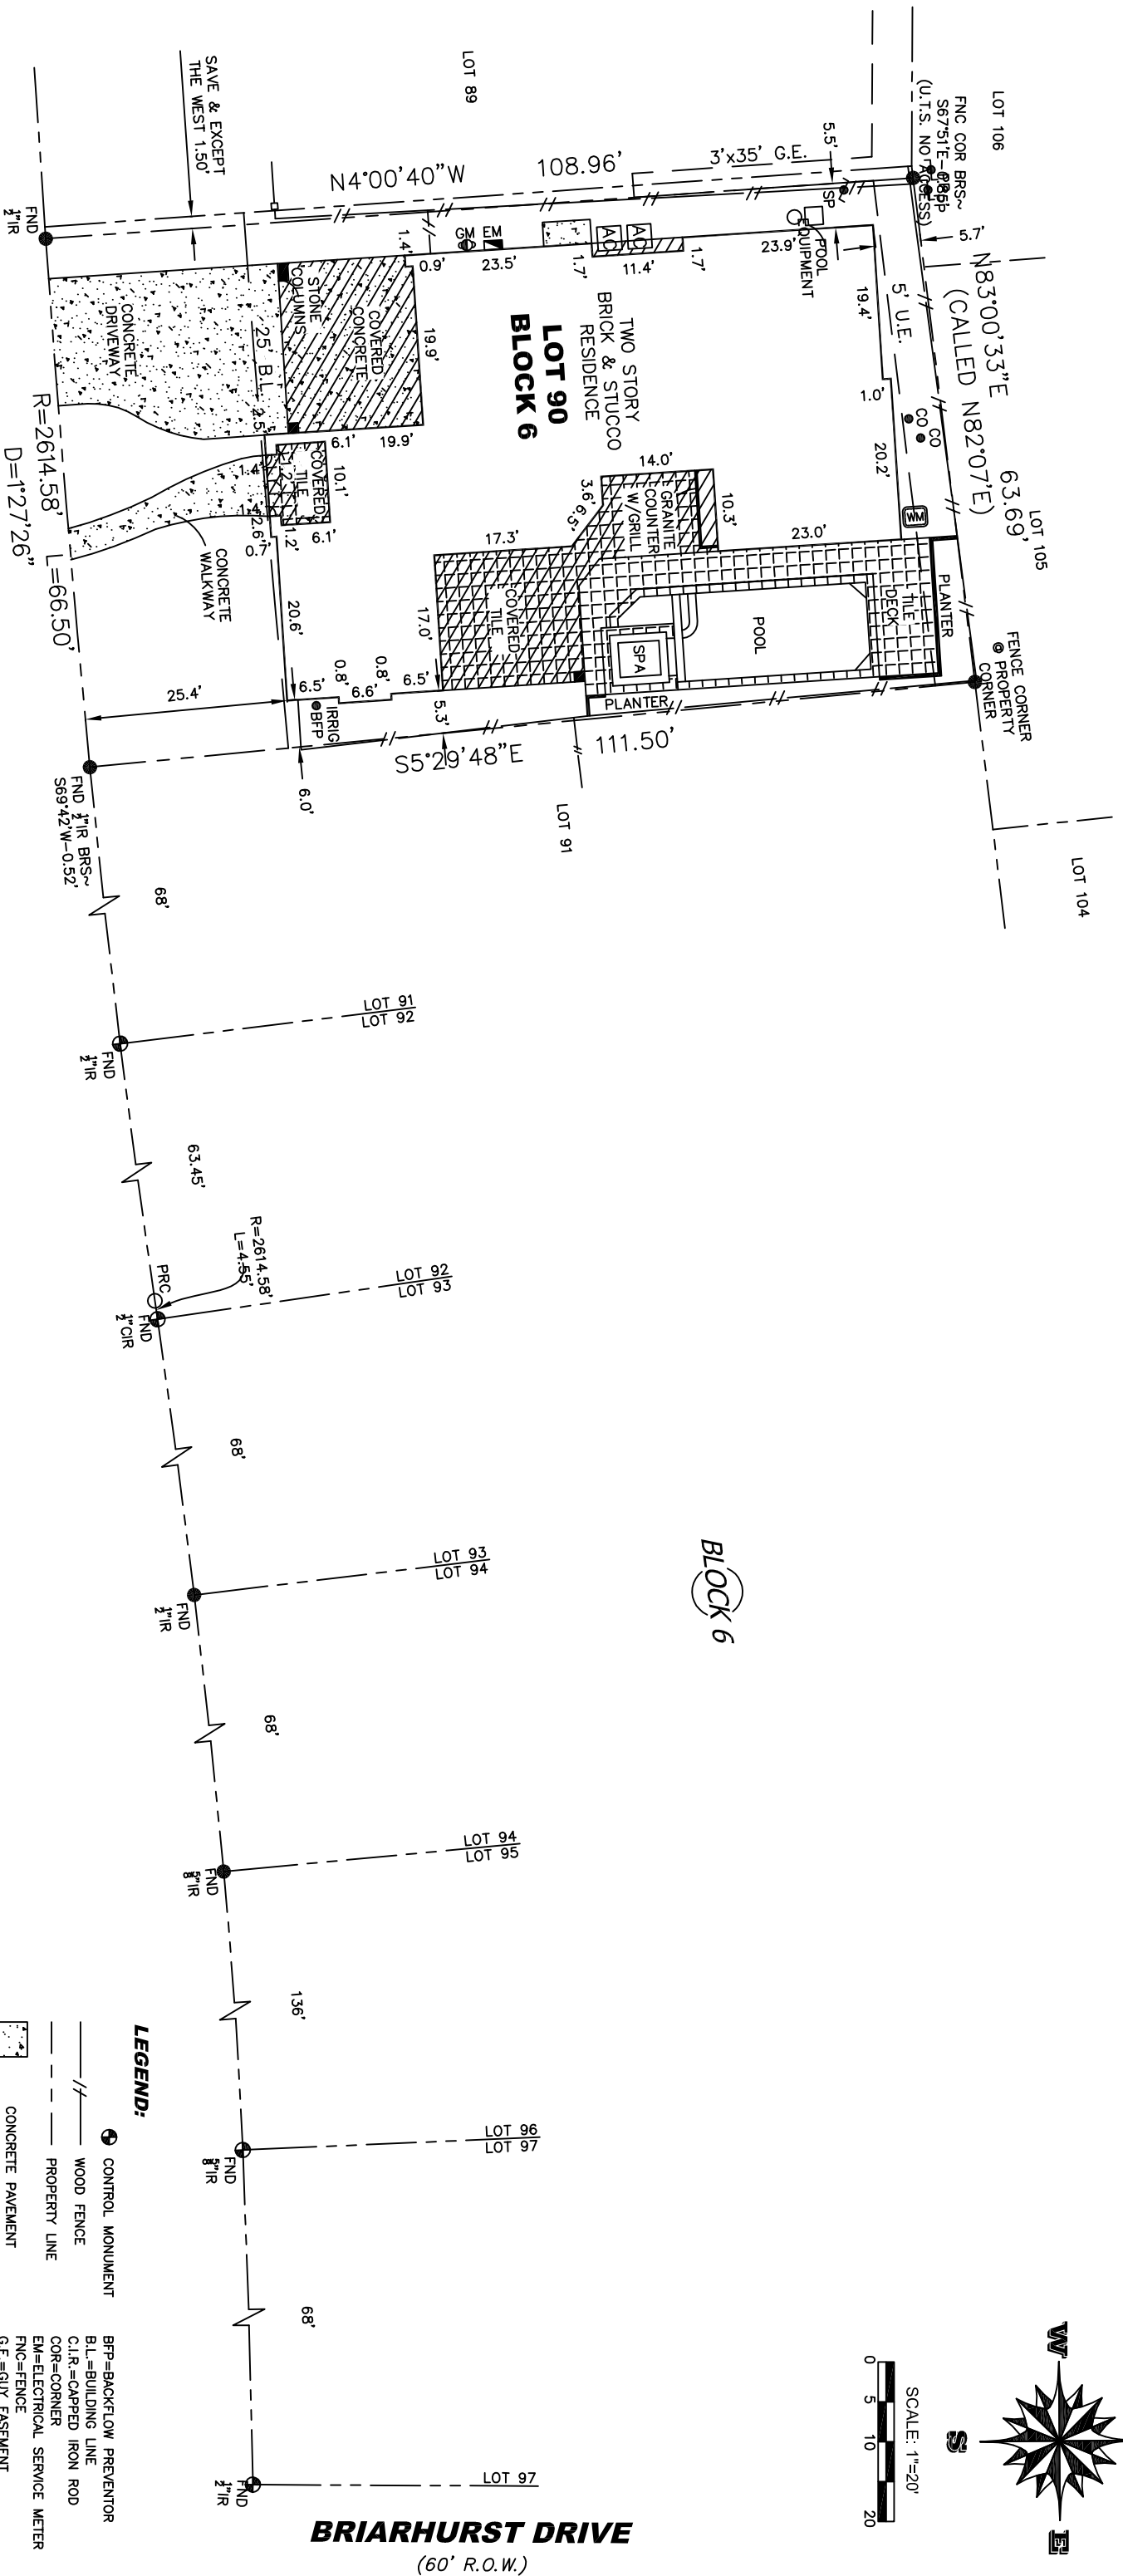 LOT 106
FNC COR BRS~
(U.T.S. NO ACCESS)
LOT 89
SAVE & EXCEPT
THE WEST 1.50'
N4°00'40"W
108.96'
3'x35' G.E.
5.5'
SP
5.7'
N83°00'33"E
63.69'
(CALLED N82°07'E)
LOT 105
FENCE CORNER
@ PROPERTY
CORNER
LOT 104
5' U.E.
POOL
EQUIPMENT
23.9'
19.4'
1.0'
20.2'
CO
CO
WM
1.7'
AC
AC
11.4'
1.7'
GM
EM
23.5'
0.9'
1.4'
19.9'
TWO STORY
BRICK & STUCCO
RESIDENCE
LOT 90
BLOCK 6
PLANTER
TILE
DECK
POOL
23.0'
10.3'
14.0'
GRANITE
COUNTER
W/GRILL
3.6'
6.5'
17.3'
COVERED
TILE
17.0'
SPA
PLANTER
STONE
COLUMNS
COVERED
CONCRETE
19.9'
6.1'
25' B.L.
2.5'
CONCRETE
DRIVEWAY
COVERED
TILE
10.1'
6.1'
1.4'
1.2'
1.4'
2.6'
1.2'
0.7'
CONCRETE
WALKWAY
20.6'
6.5'
0.8'
6.6'
0.8'
6.5'
5.3'
IRRIG
BFP
6.0'
25.4'
S5°29'48"E
111.50'
LOT 91
FND
1/2"IR
R=2614.58'
L=66.50'
D=1°27'26"
FND 1/2"IR BRS~
S69°42'W-0.52'
68'
LOT 91
LOT 92
FND
1/2"IR
63.45'
R=2614.58'
L=4.55'
PRC
LOT 92
LOT 93
FND
1/2"CIR
68'
LOT 93
LOT 94
FND
1/2"IR
68'
BLOCK 6
LOT 94
LOT 95
FND
5/8"IR
136'
LOT 96
LOT 97
FND
5/8"IR
68'
LOT 97
FND
1/2"IR
BRIARHURST DRIVE
(60' R.O.W.)
W
S
E
SCALE: 1"=20'
0 5 10 20
LEGEND:
CONTROL MONUMENT
WOOD FENCE
PROPERTY LINE
CONCRETE PAVEMENT
BFP=BACKFLOW PREVENTOR
B.L.=BUILDING LINE
C.I.R.=CAPPED IRON ROD
COR=CORNER
EM=ELECTRICAL SERVICE METER
FNC=FENCE
G.E.=GUY EASEMENT